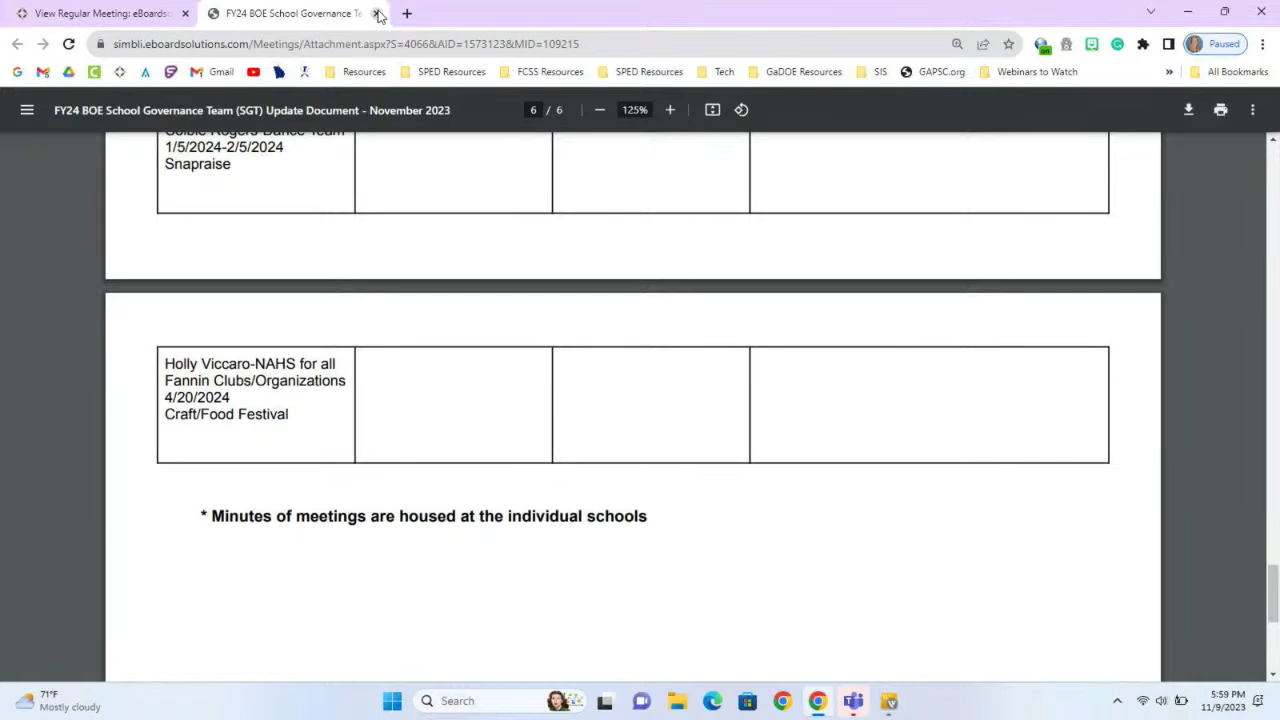 View Regular Meeting: eBoards
FY24 BOE School Governance Te
simbli.eboardsolutions.com/Meetings/Attachment.aspx?S=4066&AID=1573123&MID=109215
Paused
Gmail
Resources
SPED Resources
FCSS Resources
SPED Resources
Tech
GaDOE Resources
SIS
GAPSC.org
Webinars to Watch
»
All Bookmarks
FY24 BOE School Governance Team (SGT) Update Document - November 2023
6 / 6
125%
1/5/2024-2/5/2024
Snapraise
Holly Viccaro-NAHS for all
Fannin Clubs/Organizations
4/20/2024
Craft/Food Festival
* Minutes of meetings are housed at the individual schools
71°F
Mostly cloudy
Search
5:59 PM
11/9/2023